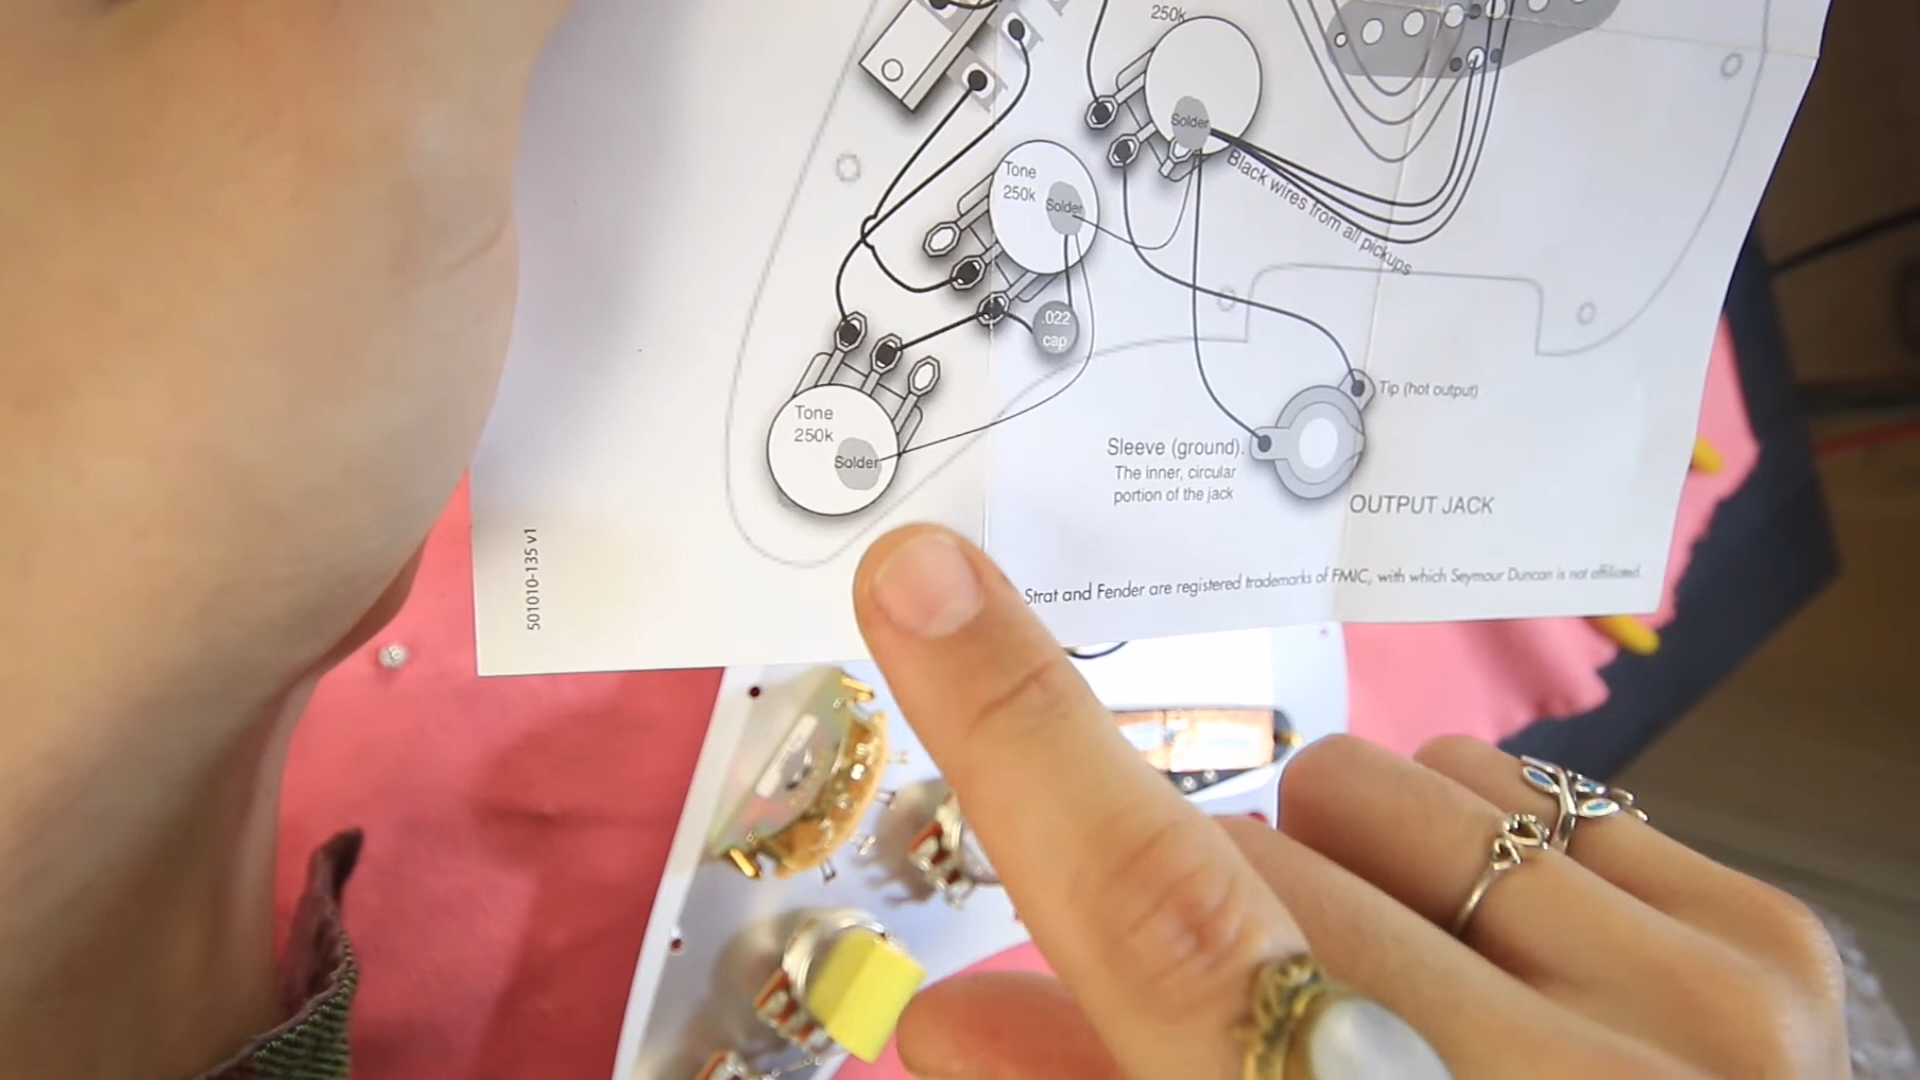 250k
Solder
Black wires from all pickups
Tone
250k
Solder
.022
cap
Tip (hot output)
Tone
250k
Solder
Sleeve (ground).
The inner, circular
portion of the jack
OUTPUT JACK
501010-135 v1
Strat and Fender are registered trademarks of FMIC, with which Seymour Duncan is not affiliated.